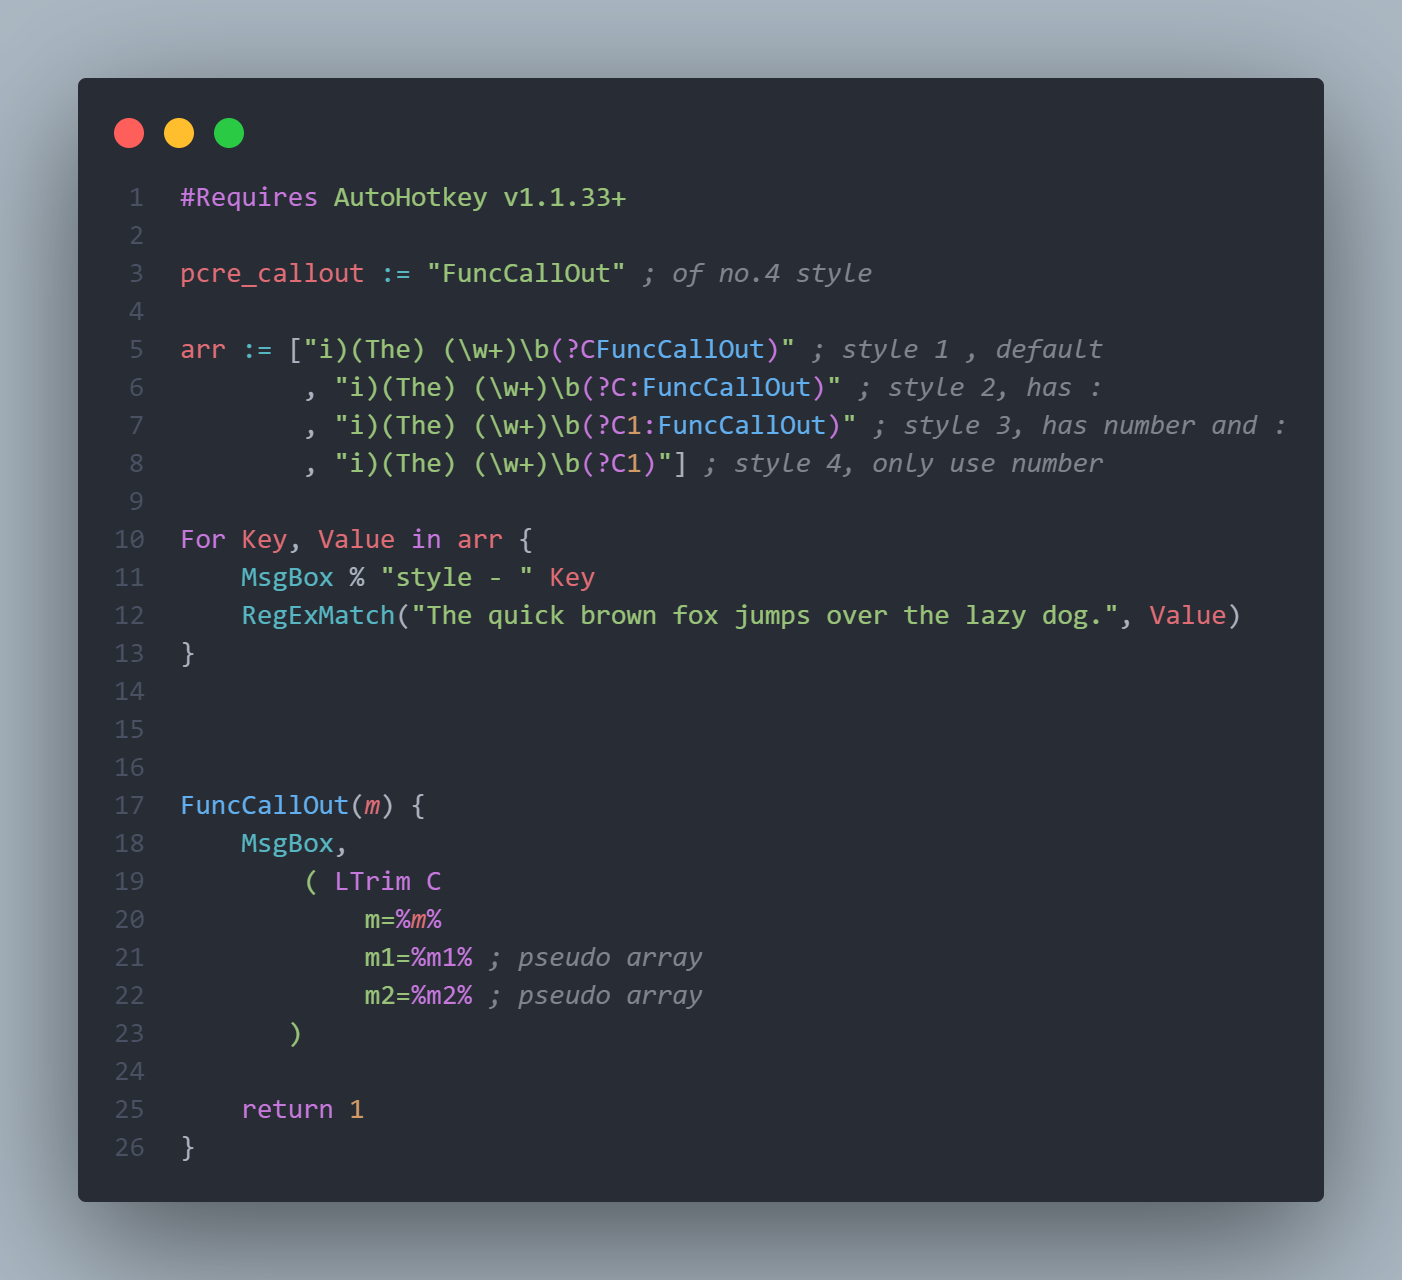 1 #Requires AutoHotkey v1.1.33+
2
3 pcre_callout := "FuncCallOut" ; of no.4 style
4
5 arr := ["i)(The) (\w+)\b(?CFuncCallOut)" ; style 1 , default
6         , "i)(The) (\w+)\b(?C:FuncCallOut)" ; style 2, has :
7         , "i)(The) (\w+)\b(?C1:FuncCallOut)" ; style 3, has number and :
8         , "i)(The) (\w+)\b(?C1)"] ; style 4, only use number
9
10 For Key, Value in arr {
11     MsgBox % "style - " Key
12     RegExMatch("The quick brown fox jumps over the lazy dog.", Value)
13 }
14
15
16
17 FuncCallOut(m) {
18     MsgBox,
19         ( LTrim C
20             m=%m%
21             m1=%m1% ; pseudo array
22             m2=%m2% ; pseudo array
23        )
24
25     return 1
26 }